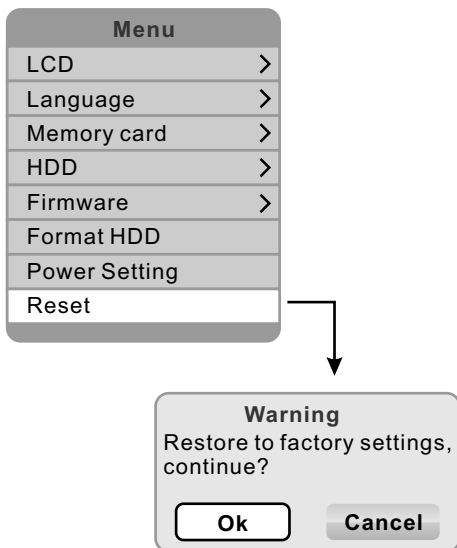 Menu
LCD
Language
Memory card
HDD
Firmware
Format HDD
Power Setting
Reset
Warning
Restore to factory settings,
continue?
Ok Cancel